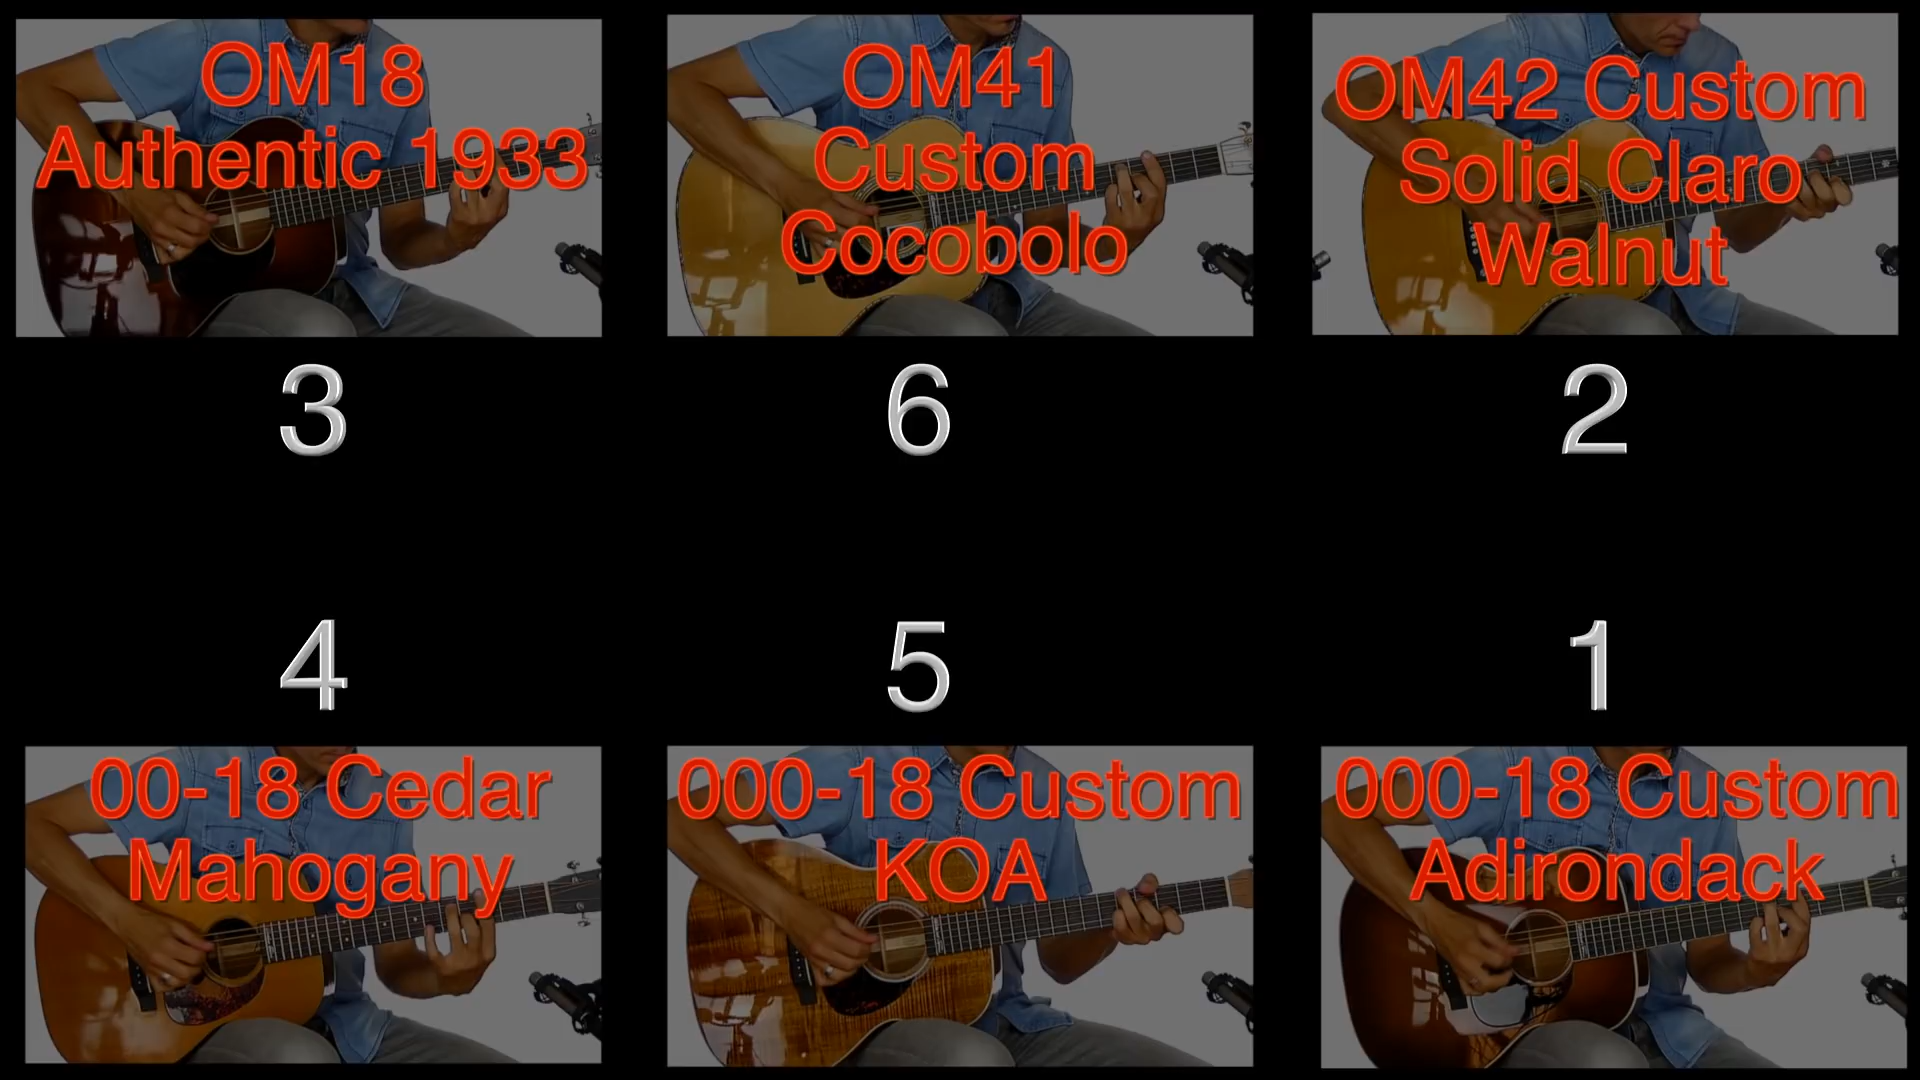 OM18
Authentic 1933
OM41
Custom
Cocobolo
OM42 Custom
Solid Claro
Walnut
3
6
2
4
5
1
00-18 Cedar
Mahogany
000-18 Custom
KOA
000-18 Custom
Adirondack